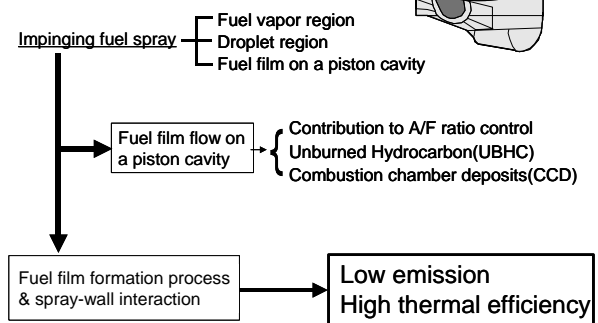 Impinging fuel spray
Fuel vapor region
Droplet region
Fuel film on a piston cavity
Fuel film flow on
a piston cavity
Contribution to A/F ratio control
Unburned Hydrocarbon(UBHC)
Combustion chamber deposits(CCD)
Fuel film formation process
& spray-wall interaction
Low emission
High thermal efficiency